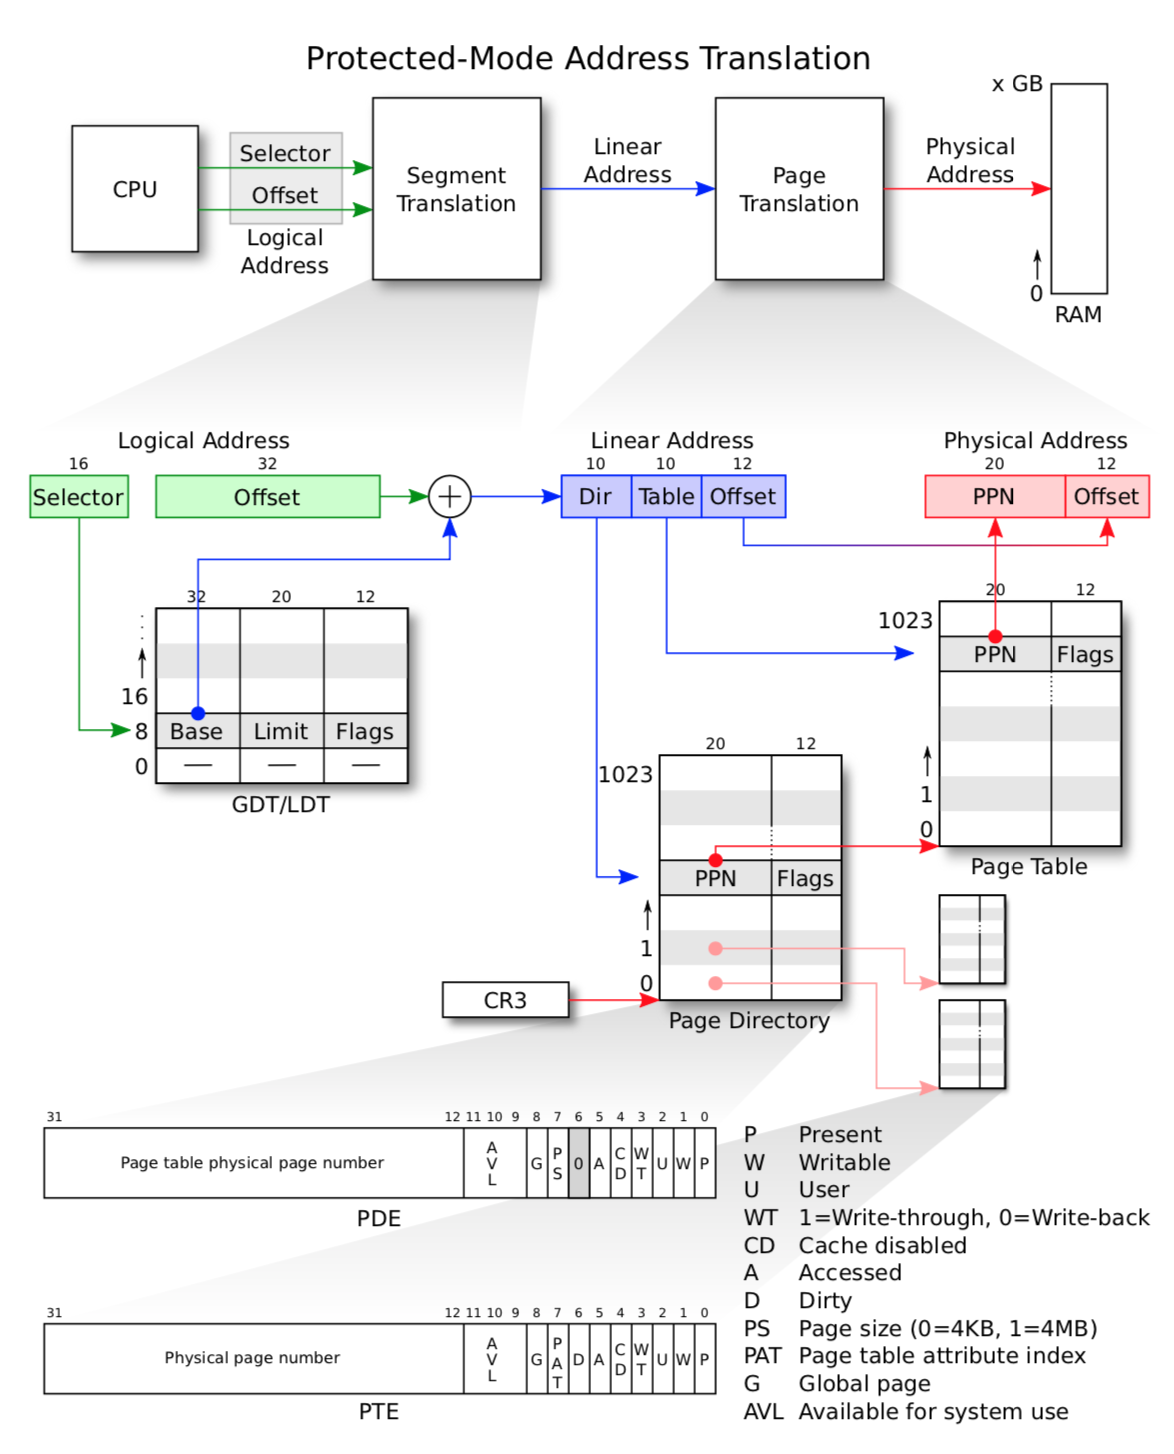 Protected-Mode Address Translation
x GB
CPU
Selector
Offset
Logical
Address
Segment
Translation
Linear
Address
Page
Translation
Physical
Address
0
RAM
Logical Address
16
32
Selector
Offset
+
Linear Address
10 10 12
Dir Table Offset
Physical Address
20 12
PPN Offset
32 20 12
16
8 Base Limit Flags
0 — — —
GDT/LDT
20 12
1023
PPN Flags
1
0
Page Table
20 12
1023
PPN Flags
1
0
CR3
Page Directory
31 12 11 10 9 8 7 6 5 4 3 2 1 0
Page table physical page number AVL G PS 0 A CD WT U W P
PDE
31 12 11 10 9 8 7 6 5 4 3 2 1 0
Physical page number AVL G PAT D A CD WT U W P
PTE
P Present
W Writable
U User
WT 1=Write-through, 0=Write-back
CD Cache disabled
A Accessed
D Dirty
PS Page size (0=4KB, 1=4MB)
PAT Page table attribute index
G Global page
AVL Available for system use